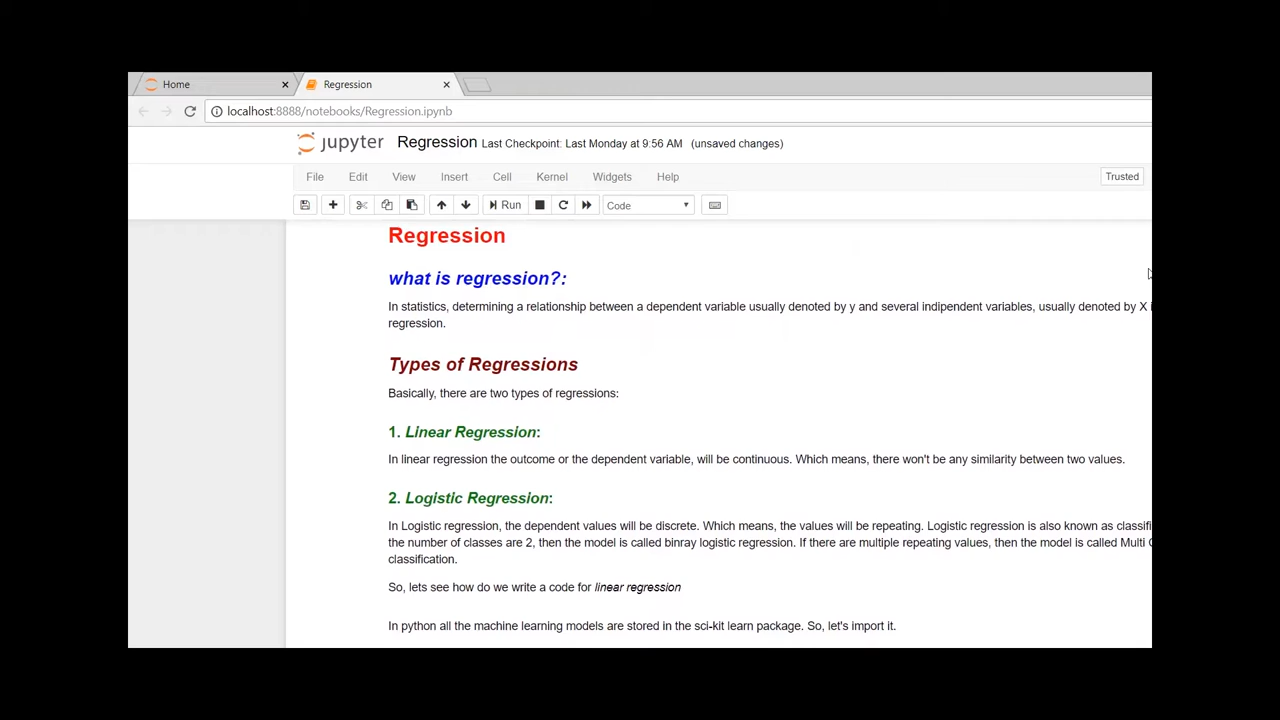 Home
Regression
localhost:8888/notebooks/Regression.ipynb
jupyter Regression Last Checkpoint: Last Monday at 9:56 AM (unsaved changes)
File Edit View Insert Cell Kernel Widgets Help Trusted
Run Code
Regression
what is regression?:
In statistics, determining a relationship between a dependent variable usually denoted by y and several indipendent variables, usually denoted by X
regression.
Types of Regressions
Basically, there are two types of regressions:
1. Linear Regression:
In linear regression the outcome or the dependent variable, will be continuous. Which means, there won't be any similarity between two values.
2. Logistic Regression:
In Logistic regression, the dependent values will be discrete. Which means, the values will be repeating. Logistic regression is also known as classifi
the number of classes are 2, then the model is called binray logistic regression. If there are multiple repeating values, then the model is called Multi
classification.
So, lets see how do we write a code for linear regression
In python all the machine learning models are stored in the sci-kit learn package. So, let's import it.